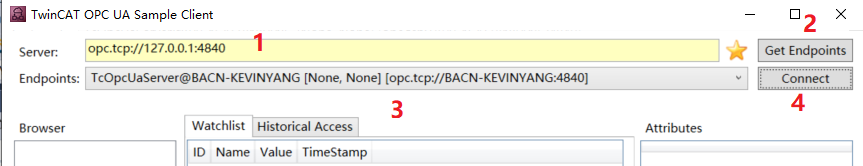 TwinCAT OPC UA Sample Client
1
2
Server: opc.tcp://127.0.0.1:4840 Get Endpoints
Endpoints: TcOpcUaServer@BACN-KEVINYANG [None, None] [opc.tcp://BACN-KEVINYANG:4840] Connect
3
4
Browser Watchlist Historical Access Attributes
ID Name Value TimeStamp